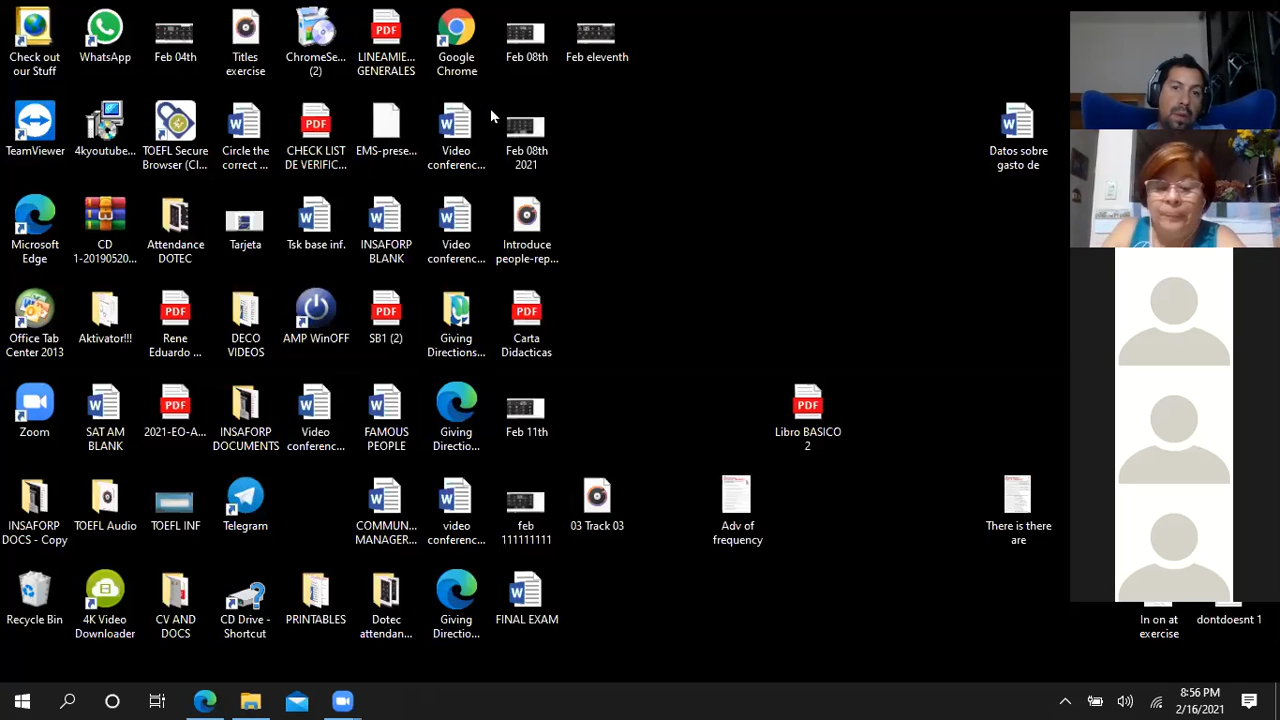 Check out
our Stuff
WhatsApp
Feb 04th
Titles
exercise
ChromeSe...
(2)
LINEAMIE...
GENERALES
Google
Chrome
Feb 08th
Feb eleventh
TeamViewer
4kyoutube...
TOEFL Secure
Browser (Cl...
Circle the
correct ...
CHECK LIST
DE VERIFIC...
EMS-prese...
Video
conferenc...
Feb 08th
2021
Datos sobre
gasto de
Microsoft
Edge
CD
1-20190520...
Attendance
DOTEC
Tarjeta
Tsk base inf.
INSAFORP
BLANK
Video
conferenc...
Introduce
people-rep...
Office Tab
Center 2013
Aktivator!!!
Rene
Eduardo ...
DECO
VIDEOS
AMP WinOFF
SB1 (2)
Giving
Directions...
Carta
Didacticas
Zoom
SAT AM
BLANK
2021-EO-A...
INSAFORP
DOCUMENTS
Video
conferenc...
FAMOUS
PEOPLE
Giving
Directio...
Feb 11th
Libro BASICO
2
INSAFORP
DOCS - Copy
TOEFL Audio
TOEFL INF
Telegram
COMMUN...
MANAGER...
video
conferenc...
feb
111111111
03 Track 03
Adv of
frequency
There is there
are
Recycle Bin
4K Video
Downloader
CV AND
DOCS
CD Drive -
Shortcut
PRINTABLES
Dotec
attendan...
Giving
Directio...
FINAL EXAM
In on at
exercise
dontdoesnt 1
PDF
PDF
PDF
PDF
PDF
PDF
PDF
8:56 PM
2/16/2021